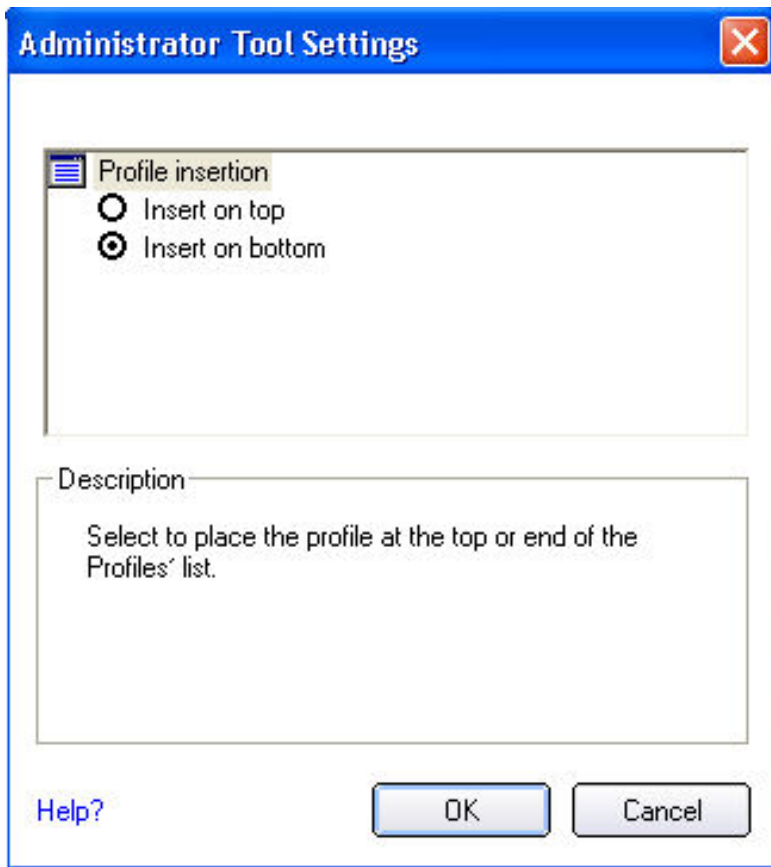 Administrator Tool Settings
Profile insertion
Insert on top
Insert on bottom
Description
Select to place the profile at the top or end of the
Profiles´ list.
Help?
OK
Cancel